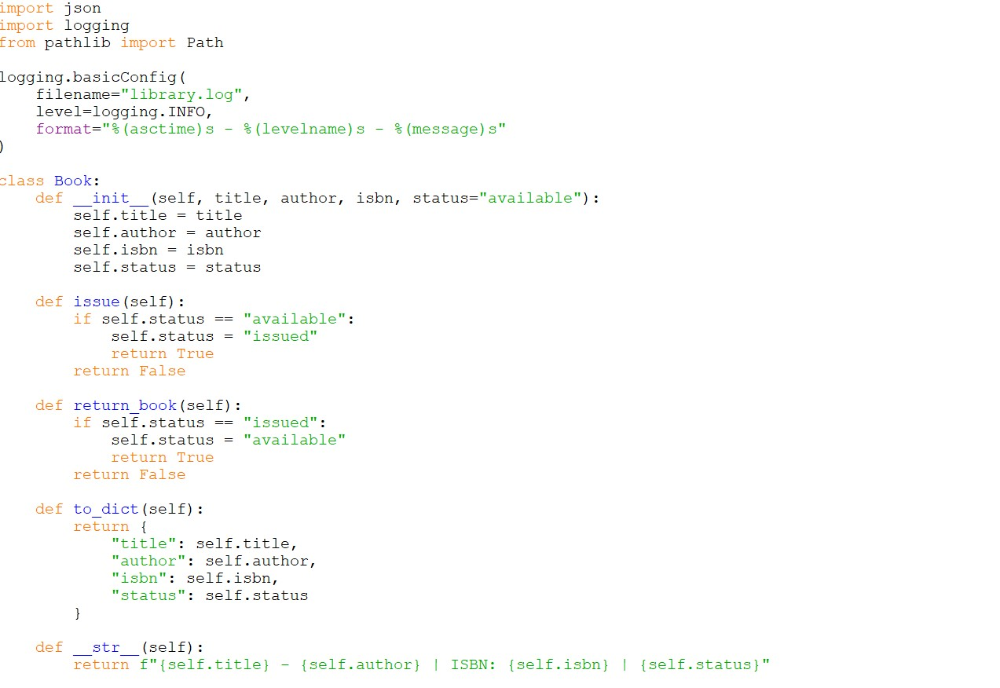 import json
import logging
from pathlib import Path

logging.basicConfig(
    filename="library.log",
    level=logging.INFO,
    format="%(asctime)s - %(levelname)s - %(message)s"
)

class Book:
    def __init__(self, title, author, isbn, status="available"):
        self.title = title
        self.author = author
        self.isbn = isbn
        self.status = status

    def issue(self):
        if self.status == "available":
            self.status = "issued"
            return True
        return False

    def return_book(self):
        if self.status == "issued":
            self.status = "available"
            return True
        return False

    def to_dict(self):
        return {
            "title": self.title,
            "author": self.author,
            "isbn": self.isbn,
            "status": self.status
        }

    def __str__(self):
        return f"{self.title} - {self.author} | ISBN: {self.isbn} | {self.status}"